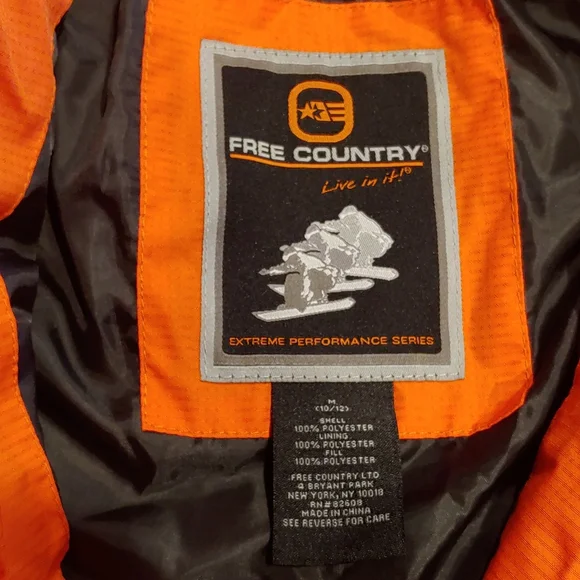 FREE COUNTRY®
Live in it!®
EXTREME PERFORMANCE SERIES
M
(10/12)
SHELL
100% POLYESTER
LINING
100% POLYESTER
FILL
100% POLYESTER
FREE COUNTRY LTD
4 BRYANT PARK
NEW YORK, NY 10018
RN# 82609
MADE IN CHINA
SEE REVERSE FOR CARE